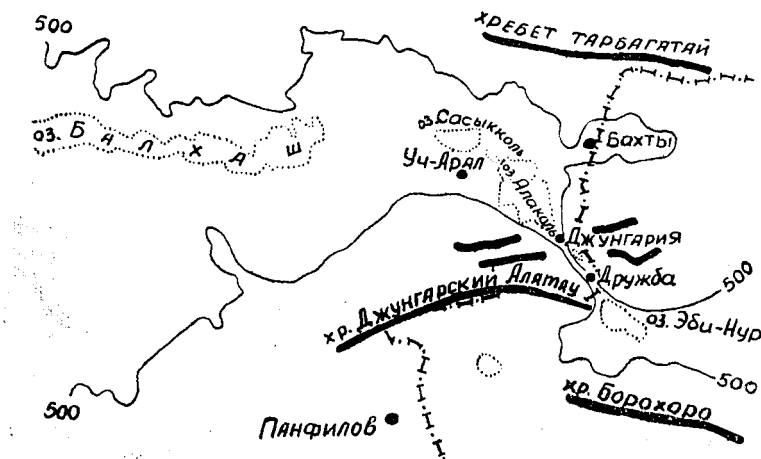 500
хребет Тарбагатай
оз. Балхаш
оз. Сасыкколь
Бахты
Уч-Арал
оз. Алаколь
Джунгария
Дружба
500
хр. Джунгарский Алатау
оз. Эби-Нур
500
хр. Борохоро
500
Панфилов